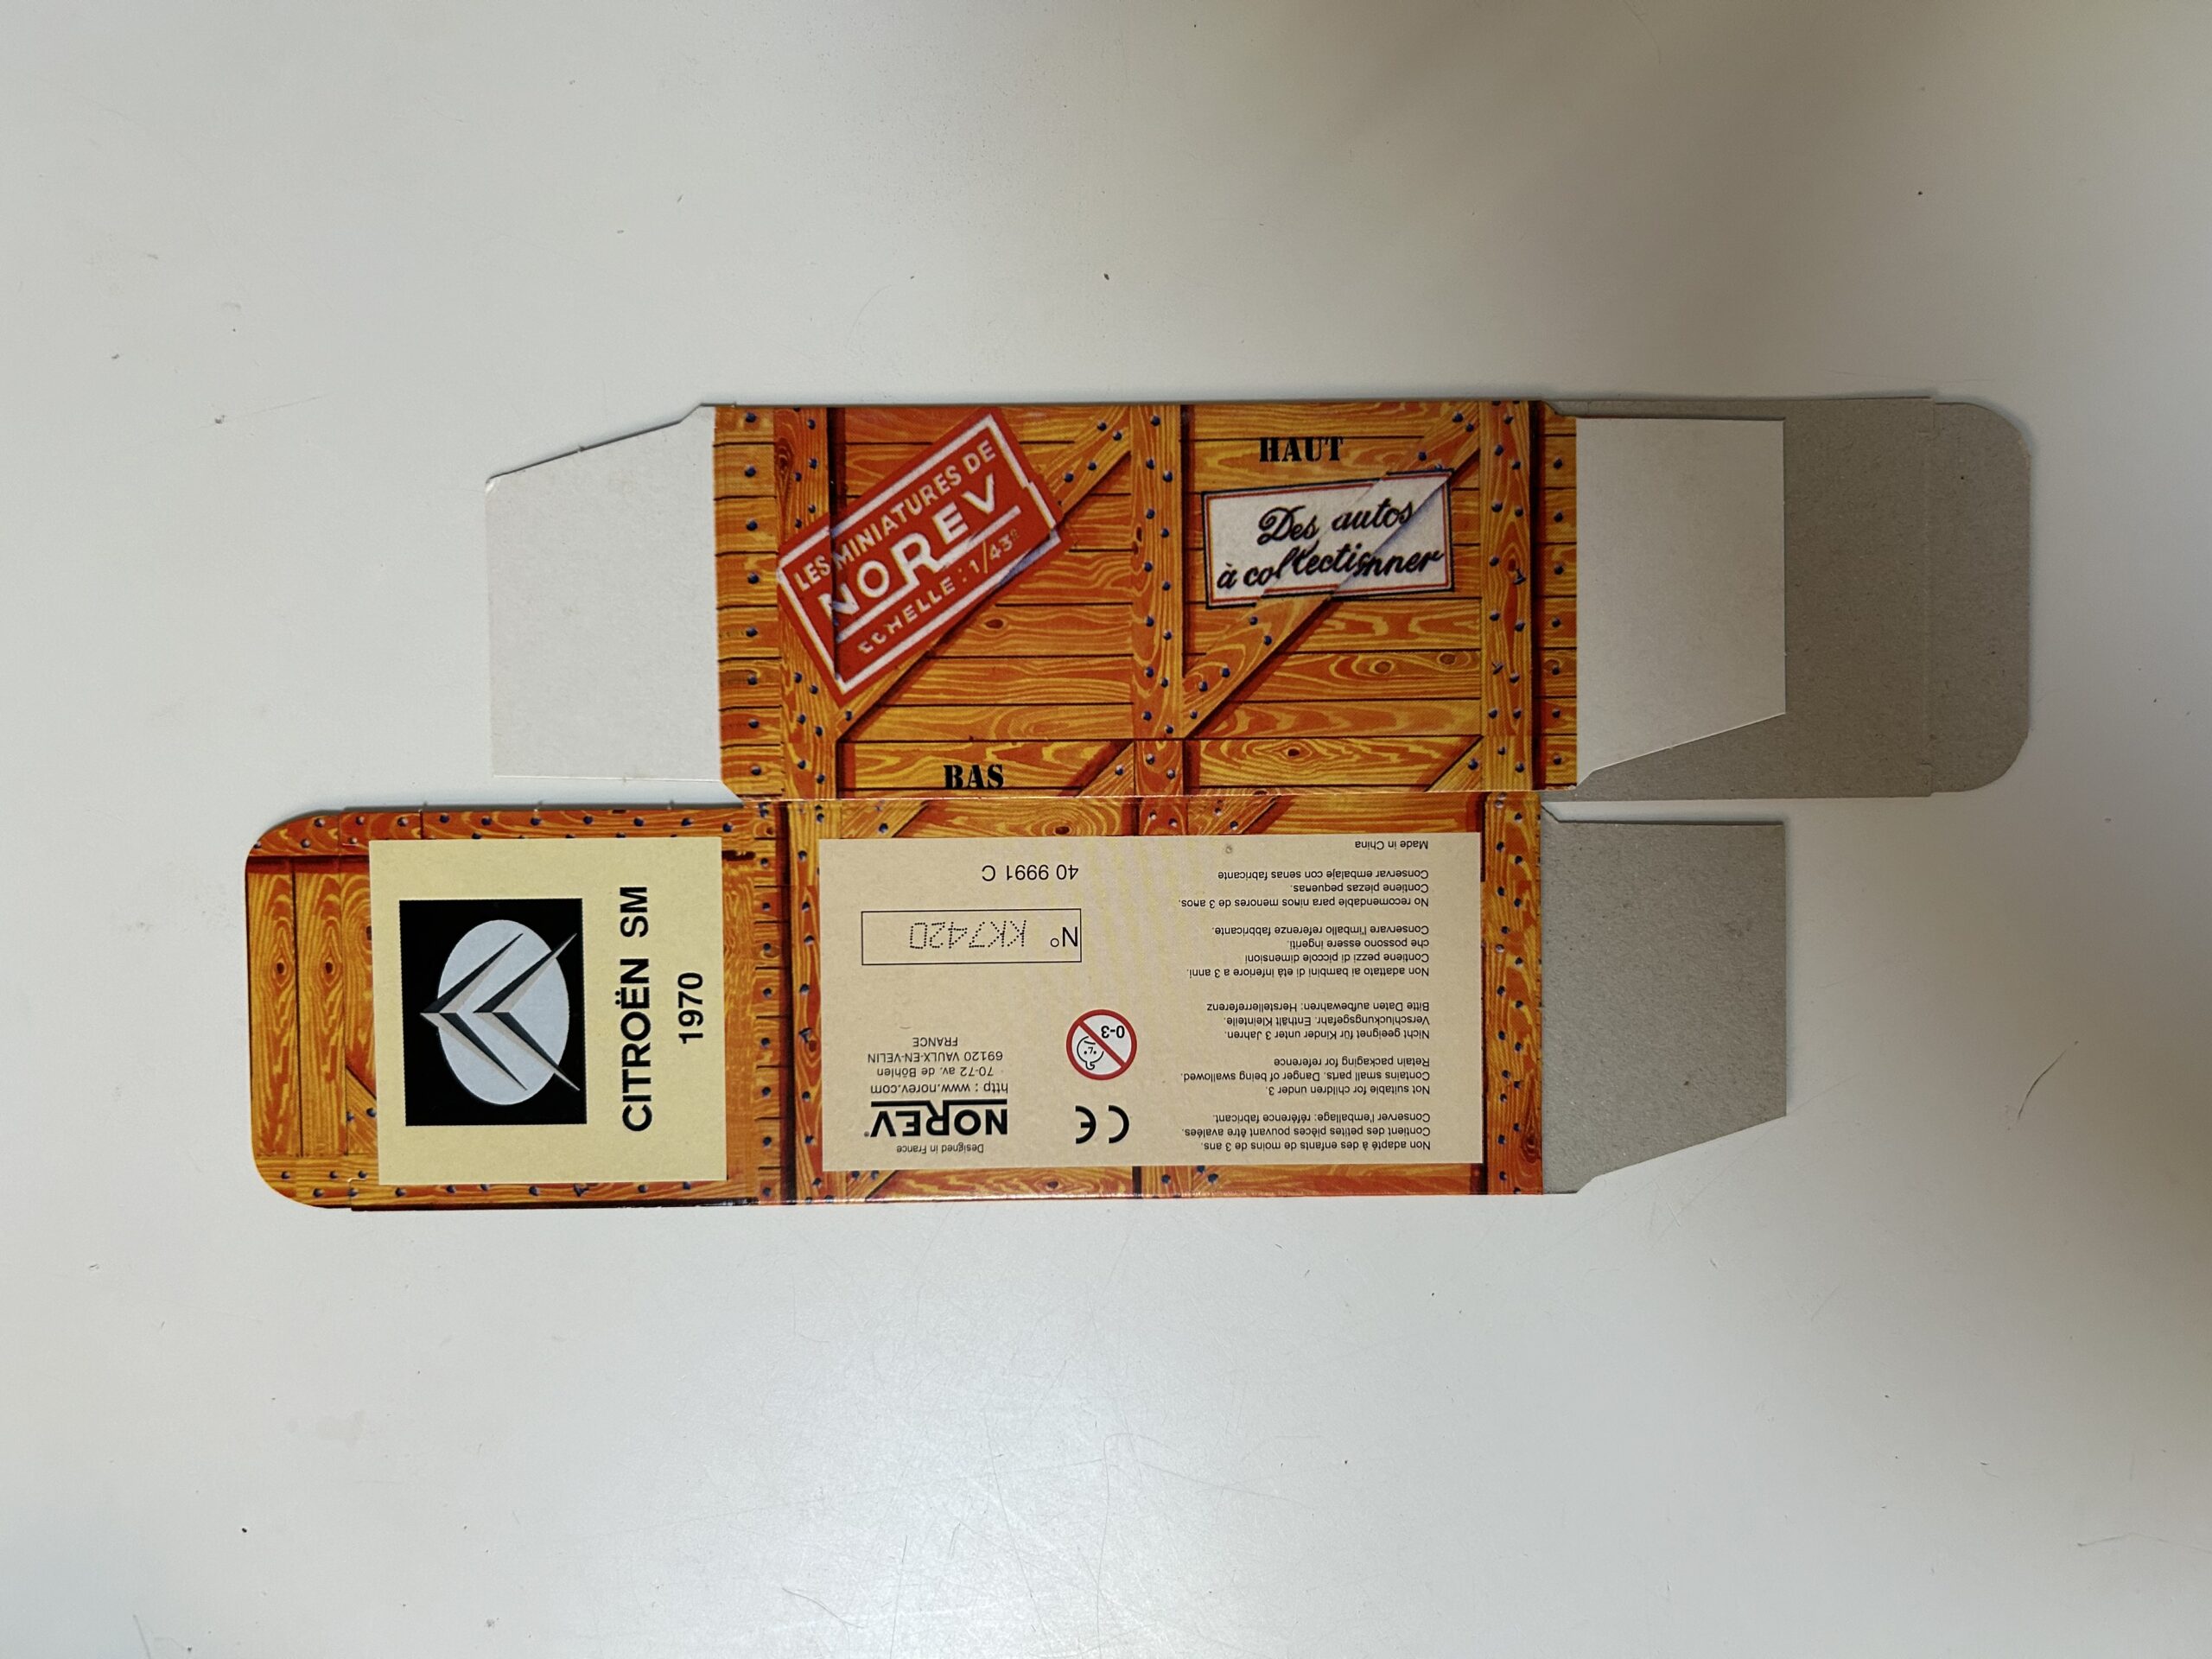 LES MINIATURES DE
NOREV
ECHELLE : 1/43e
HAUT
Des autos
à collectionner
BAS
CITROËN SM
1970
Designed in France
NOREV®
http : www.norev.com
70-72 av. de Böhlen
69120 VAULX-EN-VELIN
FRANCE
CE
0-3
N° KK7420
40 9991 C
Non adapté à des enfants de moins de 3 ans.
Contient des petites pièces pouvant être avalées.
Conserver l'emballage: référence fabricant.
Not suitable for children under 3.
Contains small parts. Danger of being swallowed.
Retain packaging for reference
Nicht geeignet für Kinder unter 3 Jahren.
Verschluckungsgefahr. Enthält Kleinteile.
Bitte Daten aufbewahren: Herstellerreferenz
Non adattato ai bambini di età inferiore a 3 anni.
Contiene pezzi di piccole dimensioni
che possono essere ingeriti.
Conservare l'imballo referenze fabbricante.
No recomendable para ninos menores de 3 anos.
Contiene piezas pequenas.
Conservar embalaje con senas fabricante
Made in China